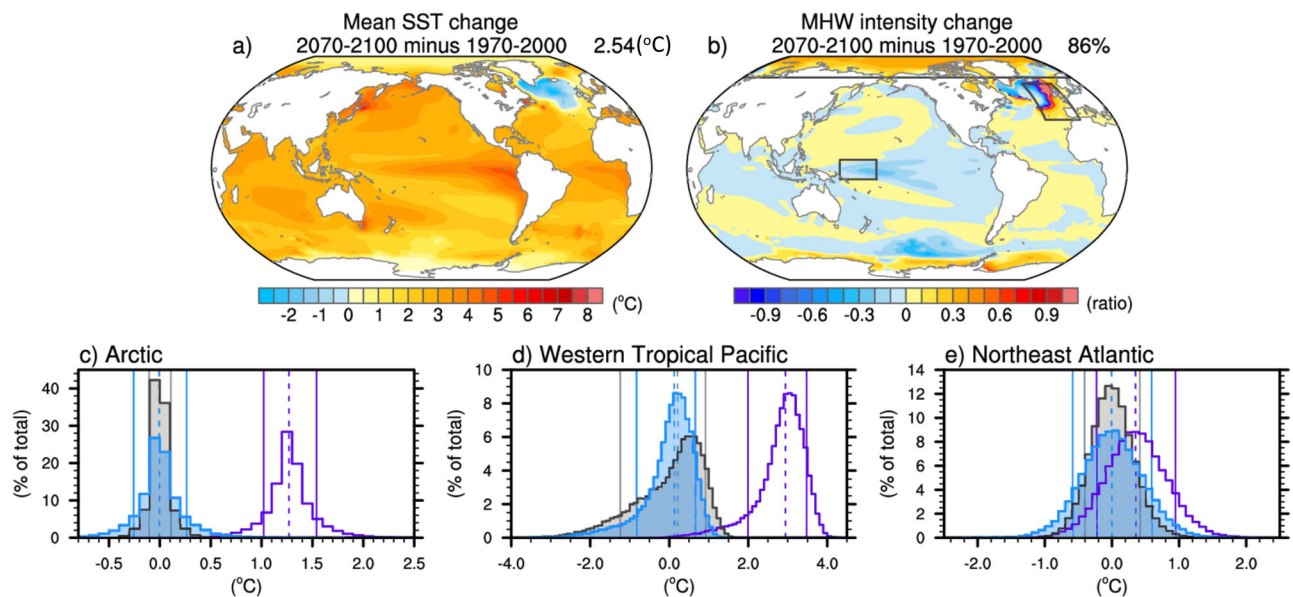 Mean SST change
a) 2070-2100 minus 1970-2000 2.54(°C)
MHW intensity change
b) 2070-2100 minus 1970-2000 86%
-2 -1 0 1 2 3 4 5 6 7 8 (°C)
-0.9 -0.6 -0.3 0 0.3 0.6 0.9 (ratio)
c) Arctic
(% of total)
40
30
20
10
0
-0.5 0.0 0.5 1.0 1.5 2.0 2.5
(°C)
d) Western Tropical Pacific
(% of total)
10
8
6
4
2
0
-4.0 -2.0 0.0 2.0 4.0
(°C)
e) Northeast Atlantic
(% of total)
14
12
10
8
6
4
2
0
-2.0 -1.0 0.0 1.0 2.0
(°C)